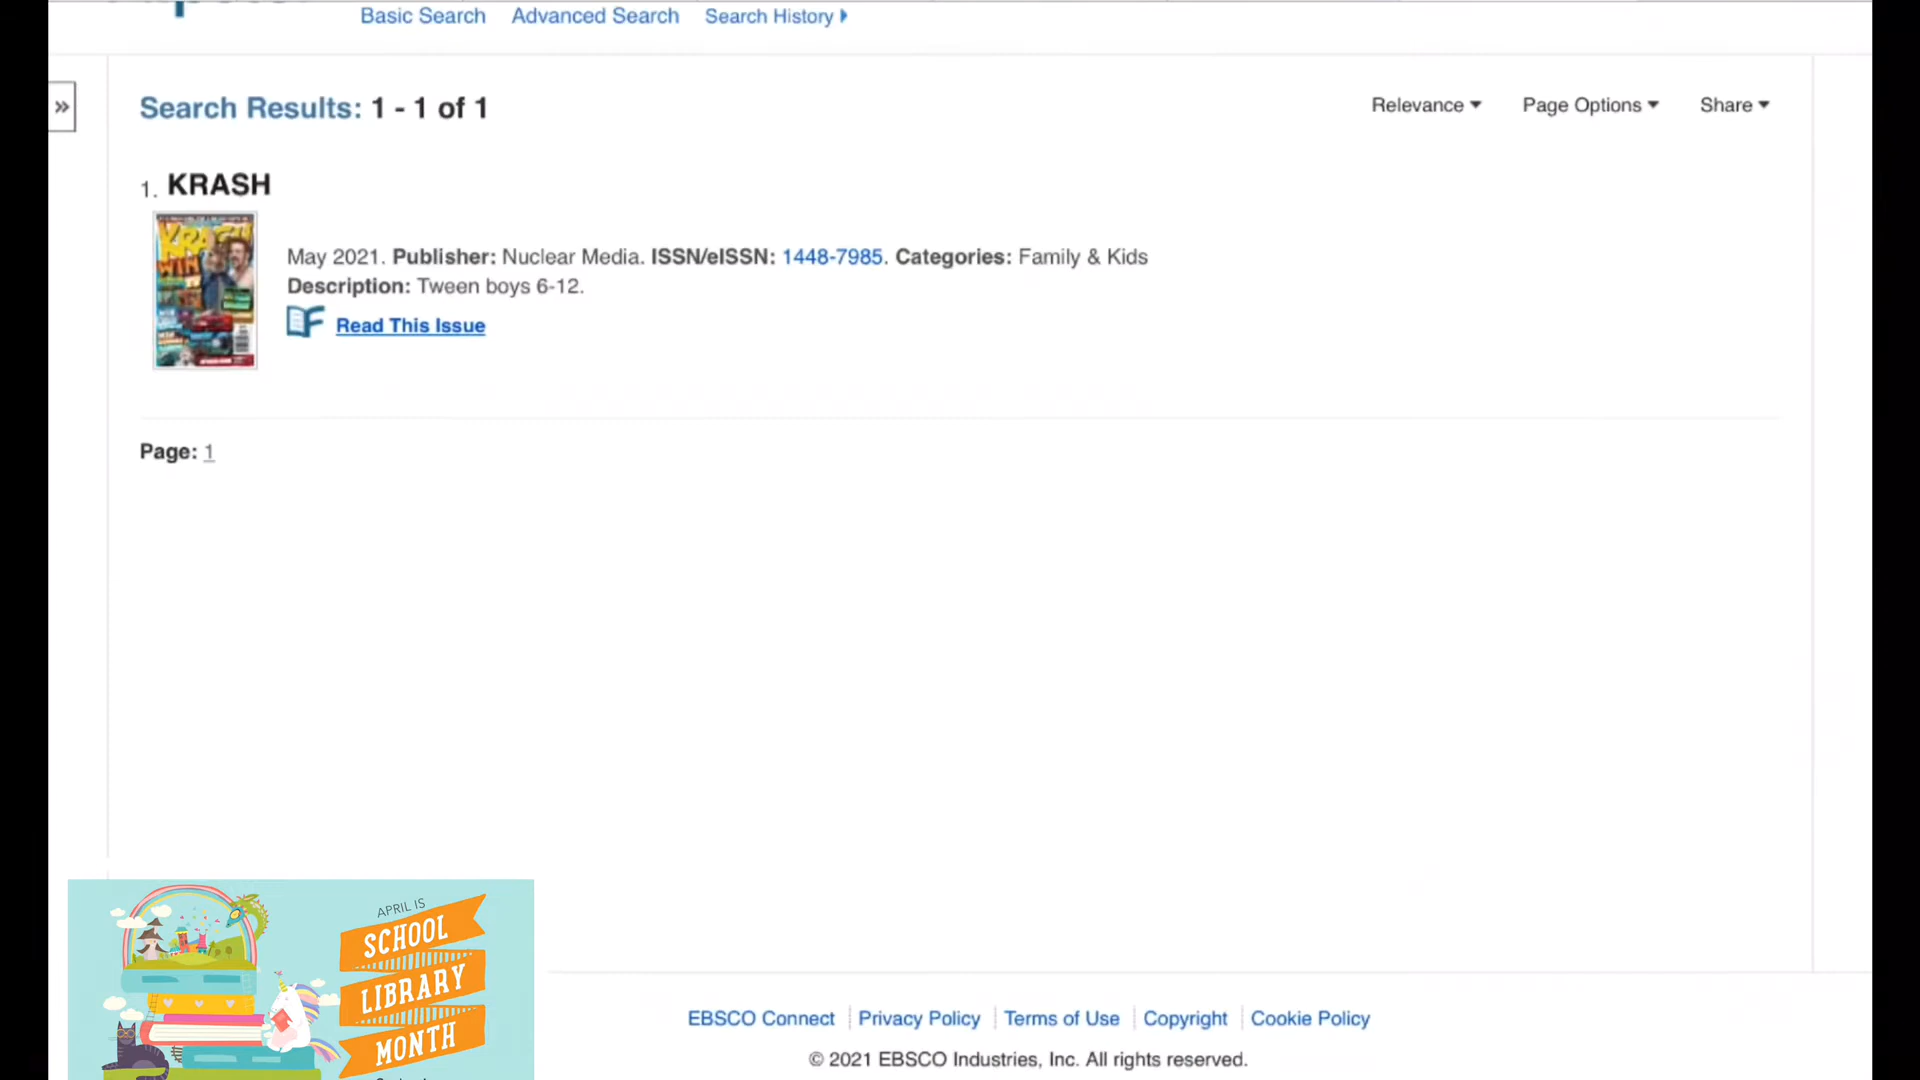 Basic Search Advanced Search Search History
»
Search Results: 1 - 1 of 1
Relevance Page Options Share
1. KRASH
KRASH
WIN
May 2021. Publisher: Nuclear Media. ISSN/eISSN: 1448-7985. Categories: Family & Kids
Description: Tween boys 6-12.
Read This Issue
Page: 1
APRIL IS
SCHOOL
LIBRARY
MONTH
EBSCO Connect Privacy Policy Terms of Use Copyright Cookie Policy
© 2021 EBSCO Industries, Inc. All rights reserved.